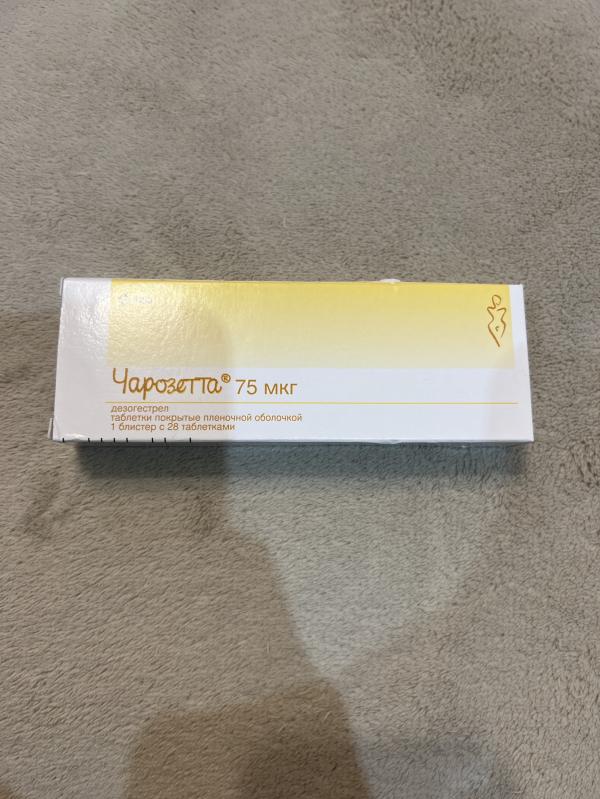 Чарозетта® 75 мкг
дезогестрел
таблетки покрытые пленочной оболочкой
1 блистер с 28 таблетками